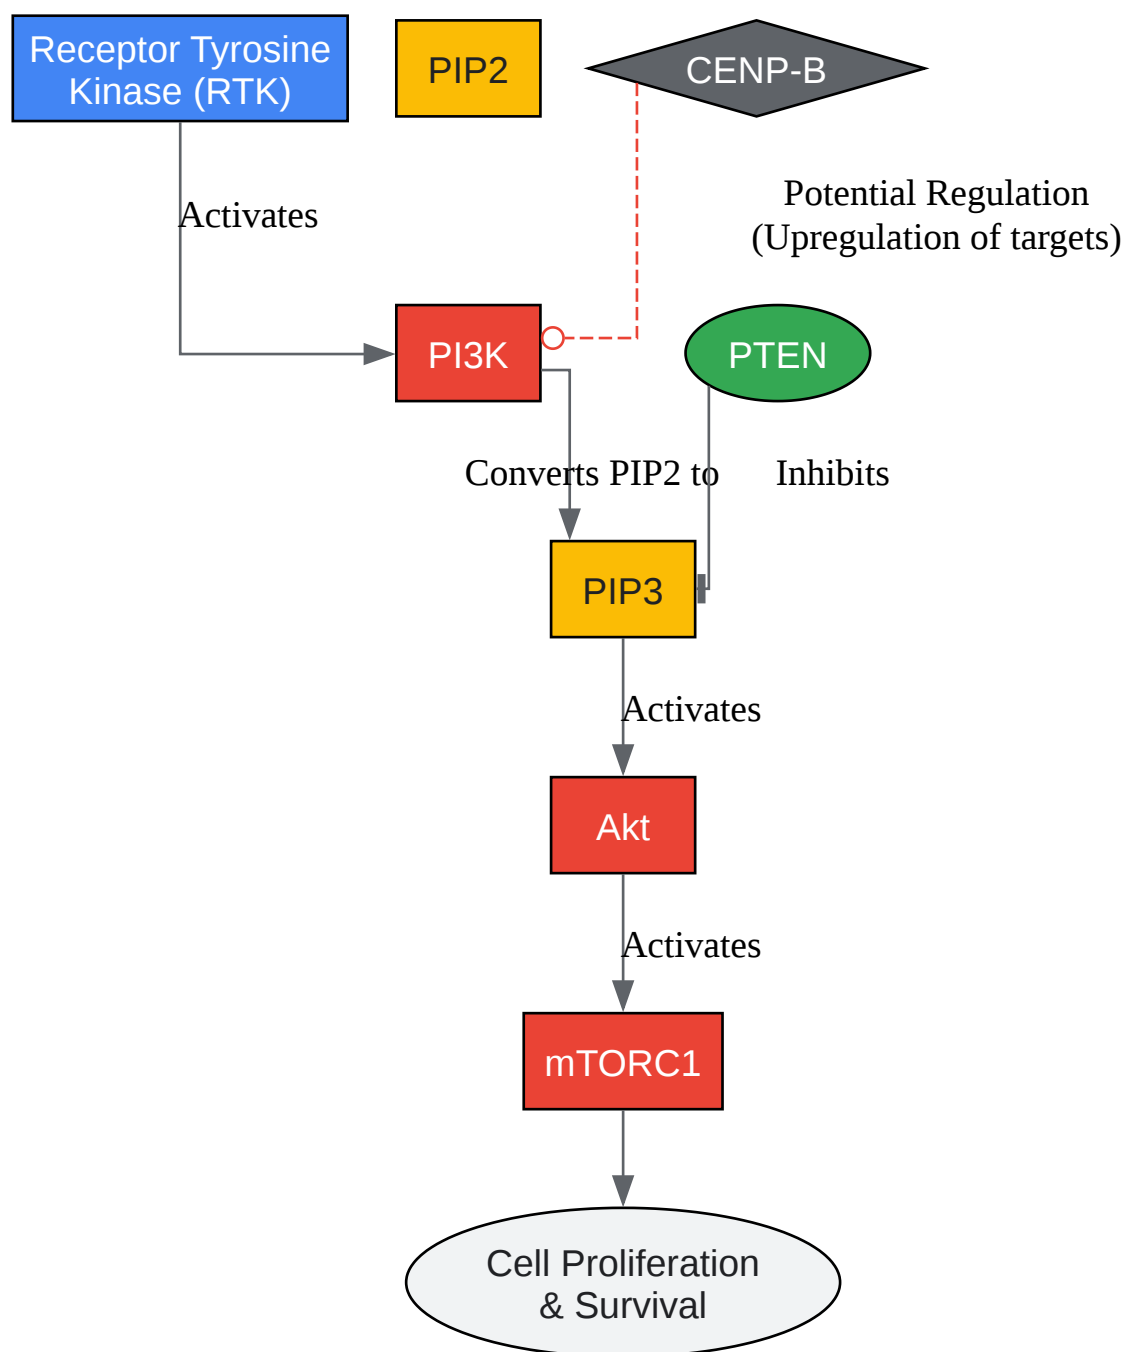 Receptor Tyrosine
Kinase (RTK)
PIP2
CENP-B
Activates
Potential Regulation
(Upregulation of targets)
PI3K
PTEN
Converts PIP2 to
Inhibits
PIP3
Activates
Akt
Activates
mTORC1
Cell Proliferation
& Survival